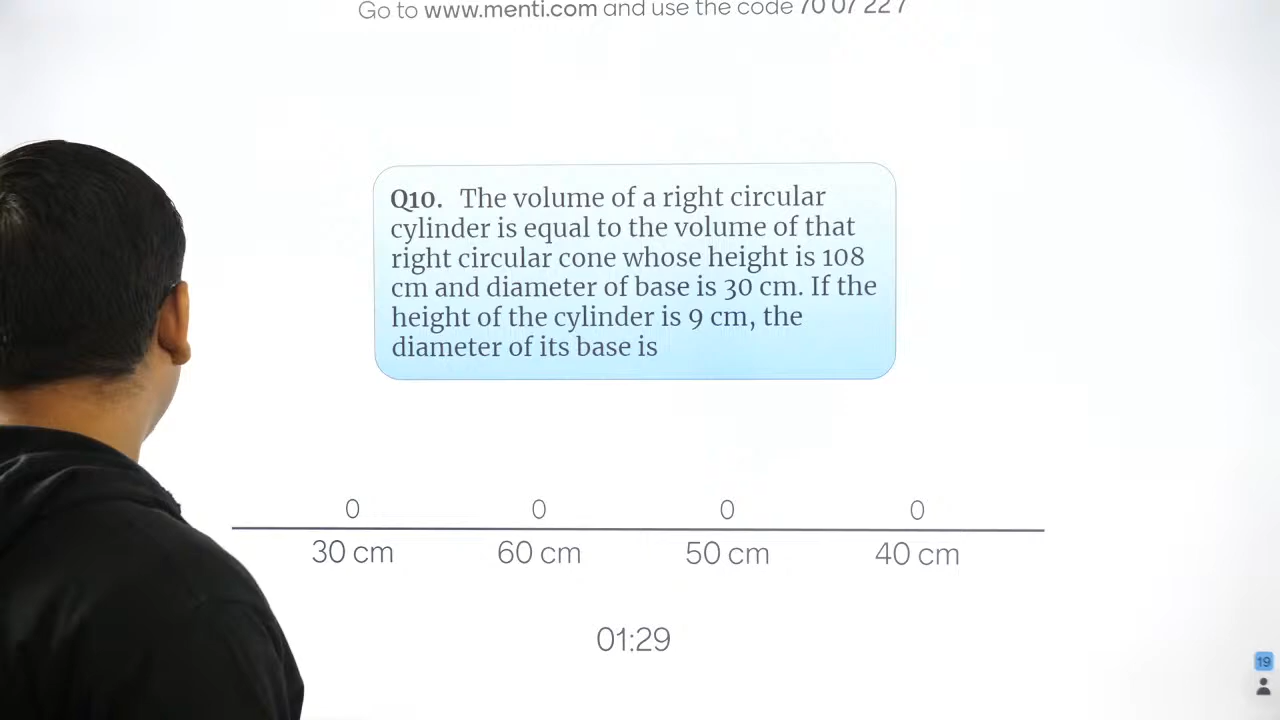 Go to www.menti.com and use the code 70 07 22 7
Q10. The volume of a right circular
cylinder is equal to the volume of that
right circular cone whose height is 108
cm and diameter of base is 30 cm. If the
height of the cylinder is 9 cm, the
diameter of its base is
0 0 0 0
30 cm 60 cm 50 cm 40 cm
01:29
19